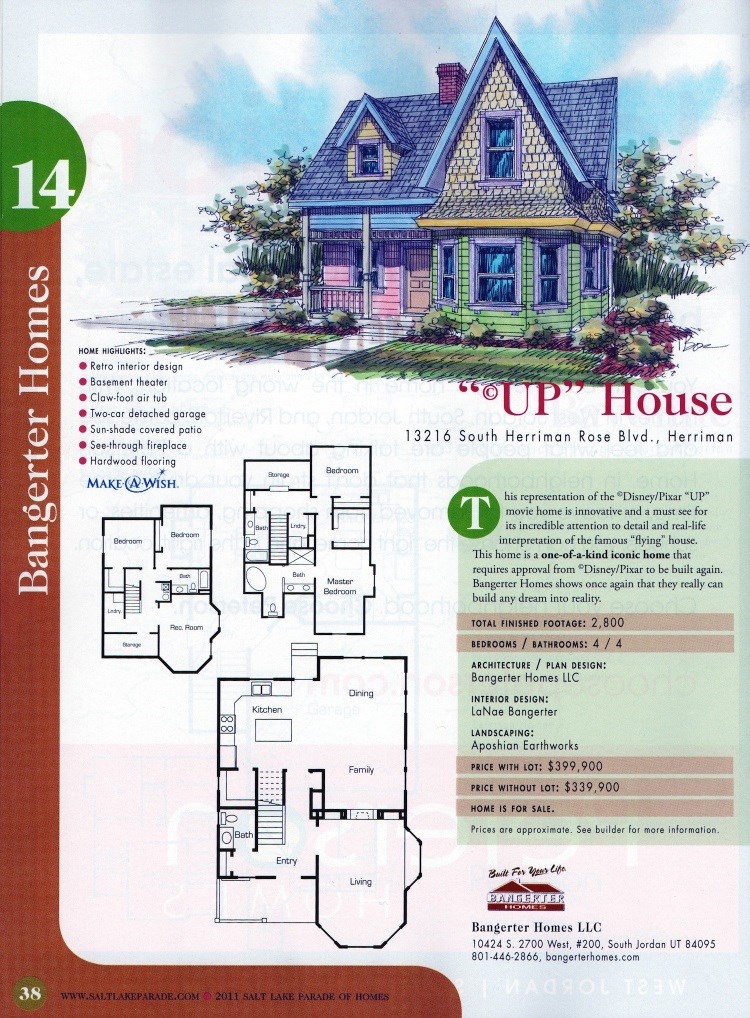 14
Bangerter Homes
HOME HIGHLIGHTS:
Retro interior design
Basement theater
Claw-foot air tub
Two-car detached garage
Sun-shade covered patio
See-through fireplace
Hardwood flooring
MAKE-A-WISH.
"©UP" House
13216 South Herriman Rose Blvd., Herriman
This representation of the ©Disney/Pixar "UP"
movie home is innovative and a must see for
its incredible attention to detail and real-life
interpretation of the famous "flying" house.
This home is a one-of-a-kind iconic home that
requires approval from ©Disney/Pixar to be built again.
Bangerter Homes shows once again that they really can
build any dream into reality.
TOTAL FINISHED FOOTAGE: 2,800
BEDROOMS / BATHROOMS: 4 / 4
ARCHITECTURE / PLAN DESIGN:
Bangerter Homes LLC
INTERIOR DESIGN:
LaNae Bangerter
LANDSCAPING:
Aposhian Earthworks
PRICE WITH LOT: $399,900
PRICE WITHOUT LOT: $339,900
HOME IS FOR SALE.
Prices are approximate. See builder for more information.
Storage
Bedroom
Bath
Lndry
Bath
Master
Bedroom
Bedroom
Bedroom
Bath
Lndry
Rec. Room
Storage
Dining
Kitchen
Family
Bath
Entry
Living
Built For Your Life.
BANGERTER
HOMES
Bangerter Homes LLC
10424 S. 2700 West, #200, South Jordan UT 84095
801-446-2866, bangerterhomes.com
38
WWW.SALTLAKEPARADE.COM © 2011 SALT LAKE PARADE OF HOMES